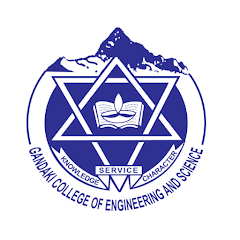 KNOWLEDGE SERVICE CHARACTER
GANDAKI COLLEGE OF ENGINEERING AND SCIENCE